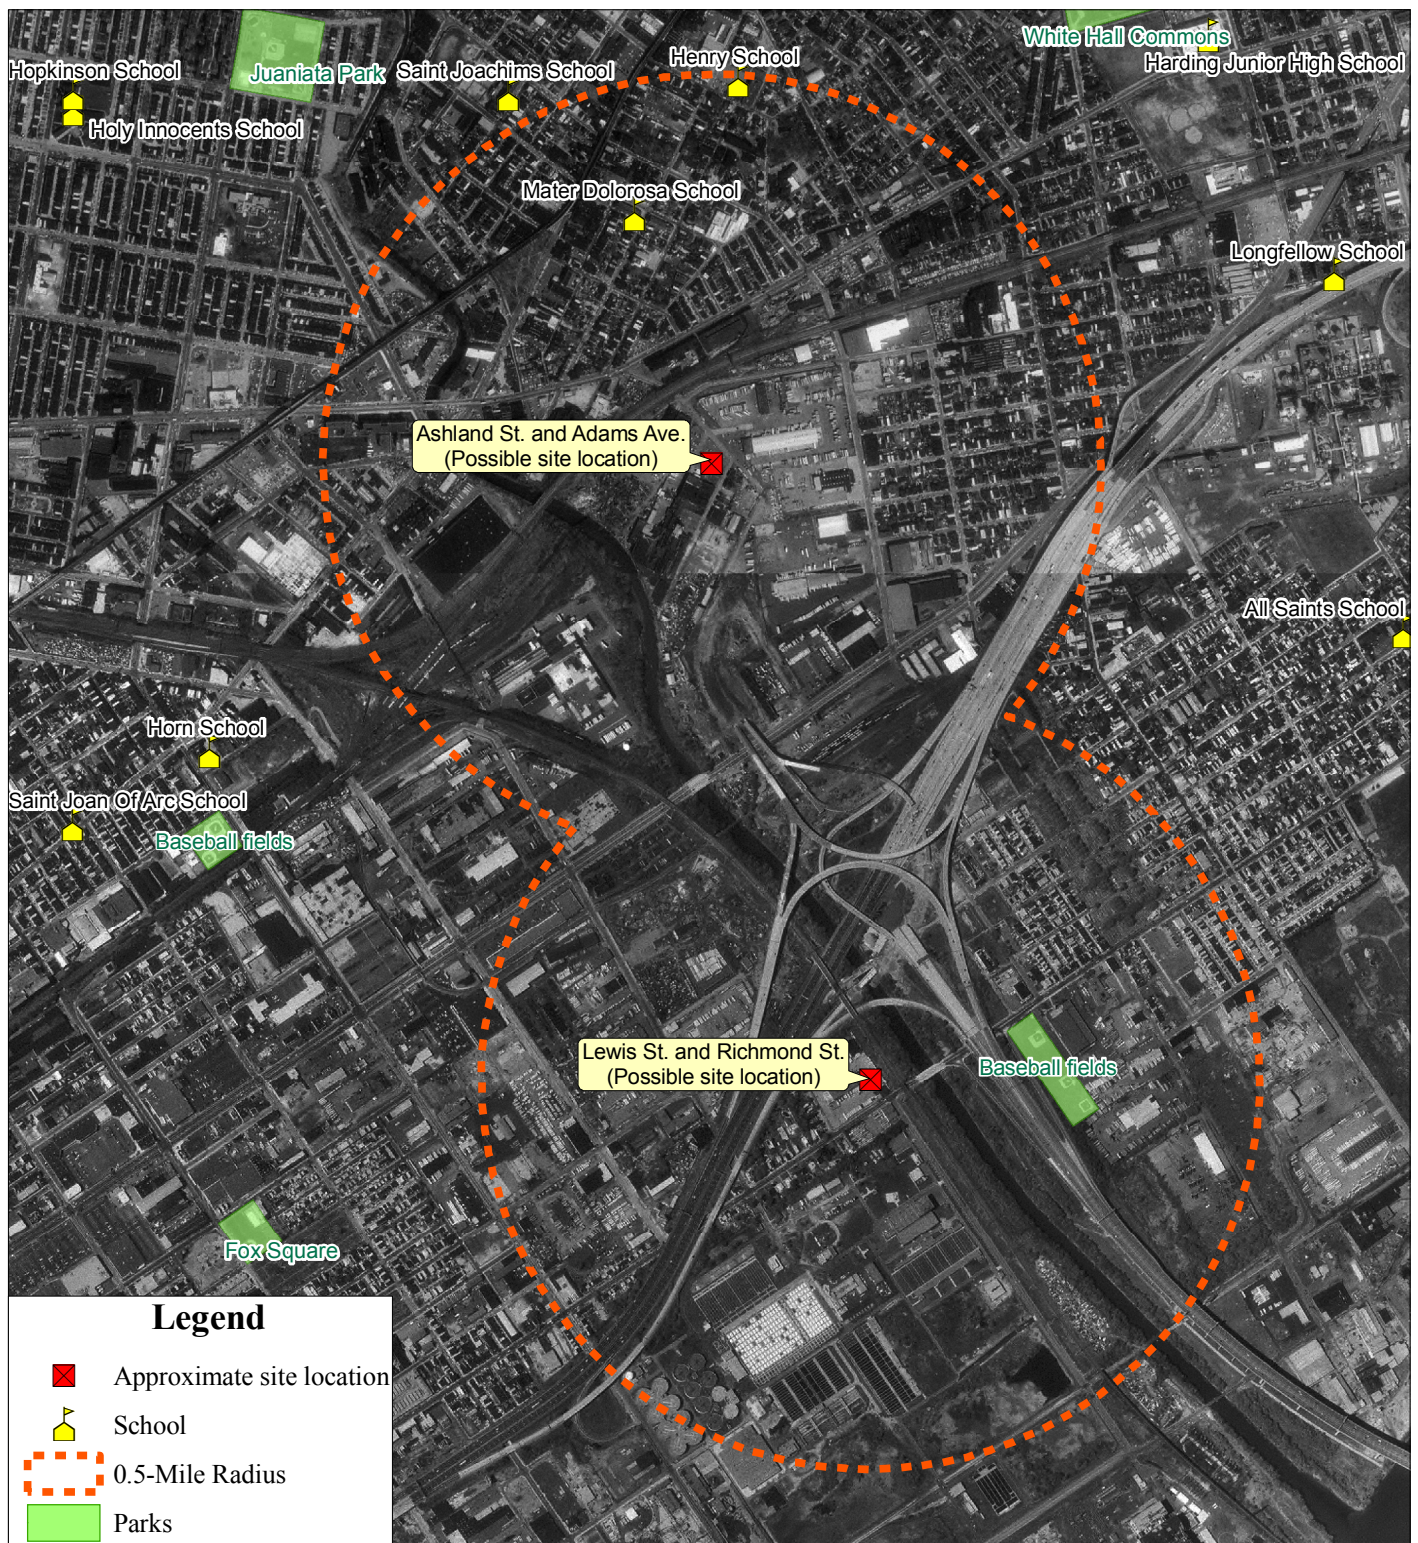 White Hall Commons
Harding Junior High School
Henry School
Hopkinson School
Juaniata Park
Saint Joachims School
Holy Innocents School
Mater Dolorosa School
Longfellow School
Ashland St. and Adams Ave.
(Possible site location)
All Saints School
Horn School
Saint Joan Of Arc School
Baseball fields
Lewis St. and Richmond St.
(Possible site location)
Baseball fields
Fox Square
Legend
Approximate site location
School
0.5-Mile Radius
Parks